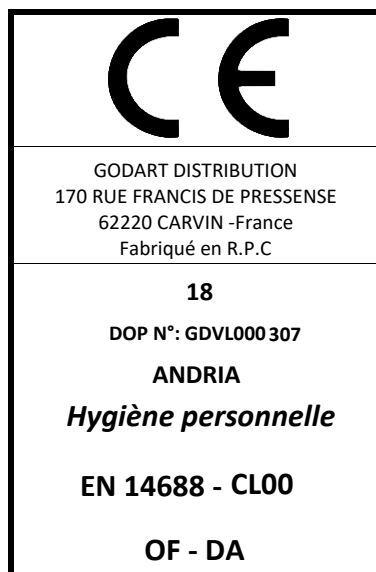 CE
GODART DISTRIBUTION
170 RUE FRANCIS DE PRESSENSE
62220 CARVIN -France
Fabriqué en R.P.C
18
DOP N°: GDVL000 307
ANDRIA
Hygiène personnelle
EN 14688 - CL00
OF - DA